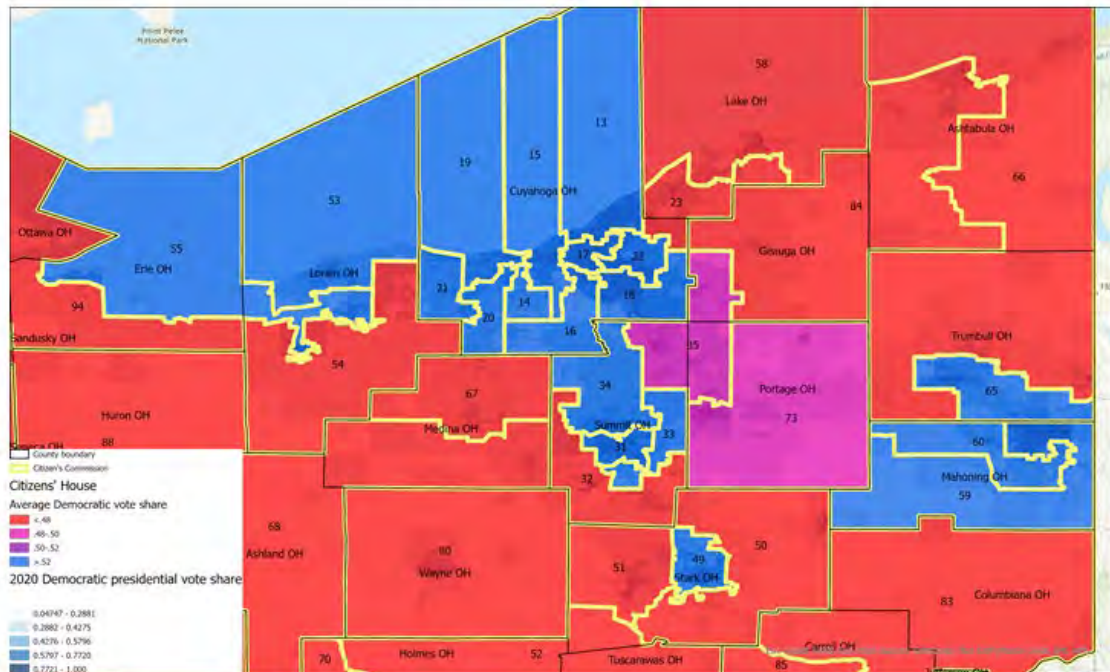 Point Pelee
National Park
58
Lake OH
13
Ashtabula OH
19
15
66
Cuyahoga OH
53
23
84
Ottawa OH
55
17
22
Geauga OH
Erie OH
Lorain OH
21
18
94
14
20
16
Sandusky OH
35
Trumbull OH
54
34
67
Portage OH
65
Huron OH
Medina OH
Summit OH
33
73
88
31
60
Mahoning OH
32
59
County boundary
Citizen's Commission
Citizens' House
Average Democratic vote share
<.48
.48-.50
.50-.52
>.52
68
Ashland OH
80
Wayne OH
51
49
Stark OH
50
83
Columbiana OH
2020 Democratic presidential vote share
0.04747 - 0.2881
0.2882 - 0.4275
0.4276 - 0.5796
0.5797 - 0.7720
0.7721 - 1.000
70
Holmes OH
52
Tuscarawas OH
Carroll OH
85